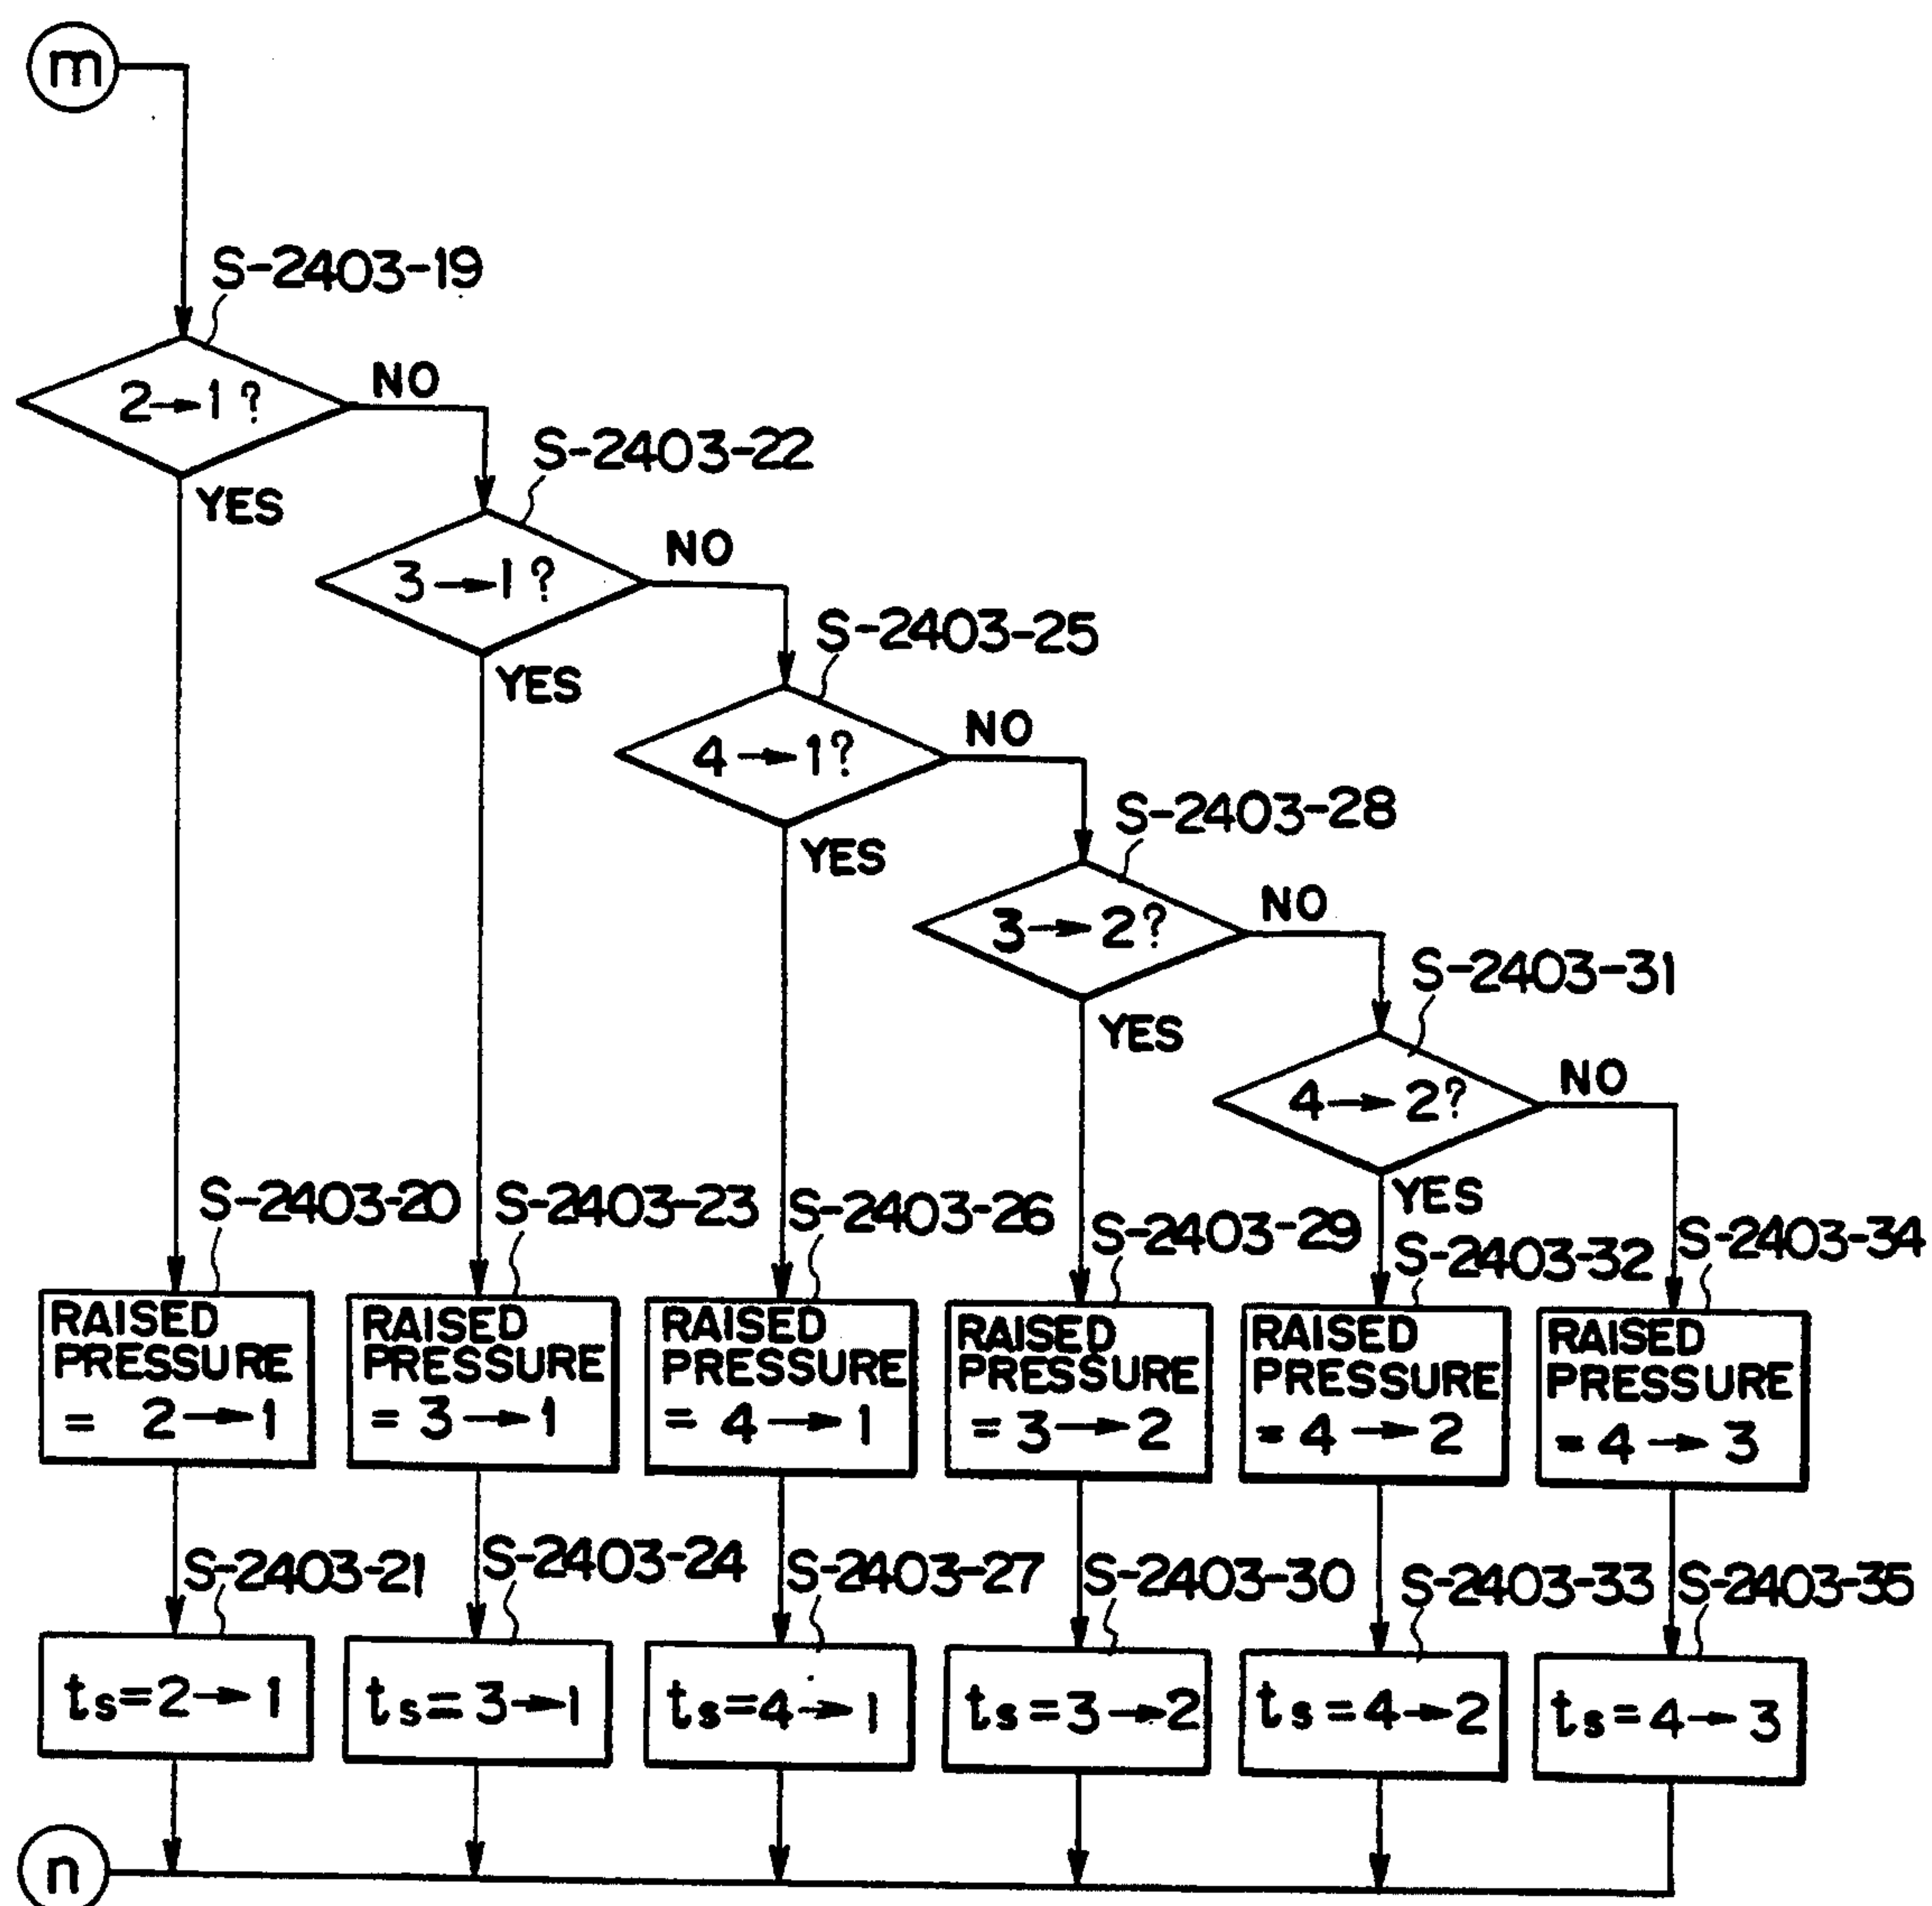 m
S-2403-19
2→1?
NO
YES
S-2403-22
3→1?
NO
YES
S-2403-25
4→1?
NO
YES
S-2403-28
3→2?
NO
YES
S-2403-31
4→2?
NO
YES
S-2403-20
S-2403-23
S-2403-26
S-2403-29
S-2403-32
S-2403-34
RAISED
PRESSURE
= 2→1
RAISED
PRESSURE
= 3→1
RAISED
PRESSURE
= 4→1
RAISED
PRESSURE
= 3→2
RAISED
PRESSURE
= 4→2
RAISED
PRESSURE
= 4→3
S-2403-21
S-2403-24
S-2403-27
S-2403-30
S-2403-33
S-2403-35
ts=2→1
ts=3→1
ts=4→1
ts=3→2
ts=4→2
ts=4→3
n